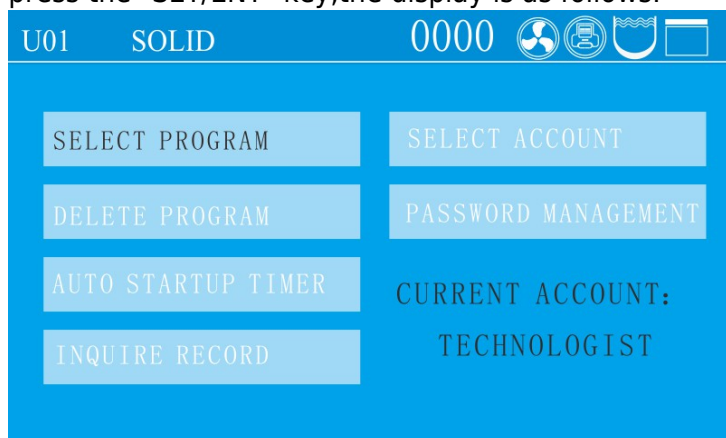 press the "SET/ENT" key,the display is as follows:
U01 SOLID 0000
SELECT PROGRAM
DELETE PROGRAM
AUTO STARTUP TIMER
INQUIRE RECORD
SELECT ACCOUNT
PASSWORD MANAGEMENT
CURRENT ACCOUNT:
TECHNOLOGIST